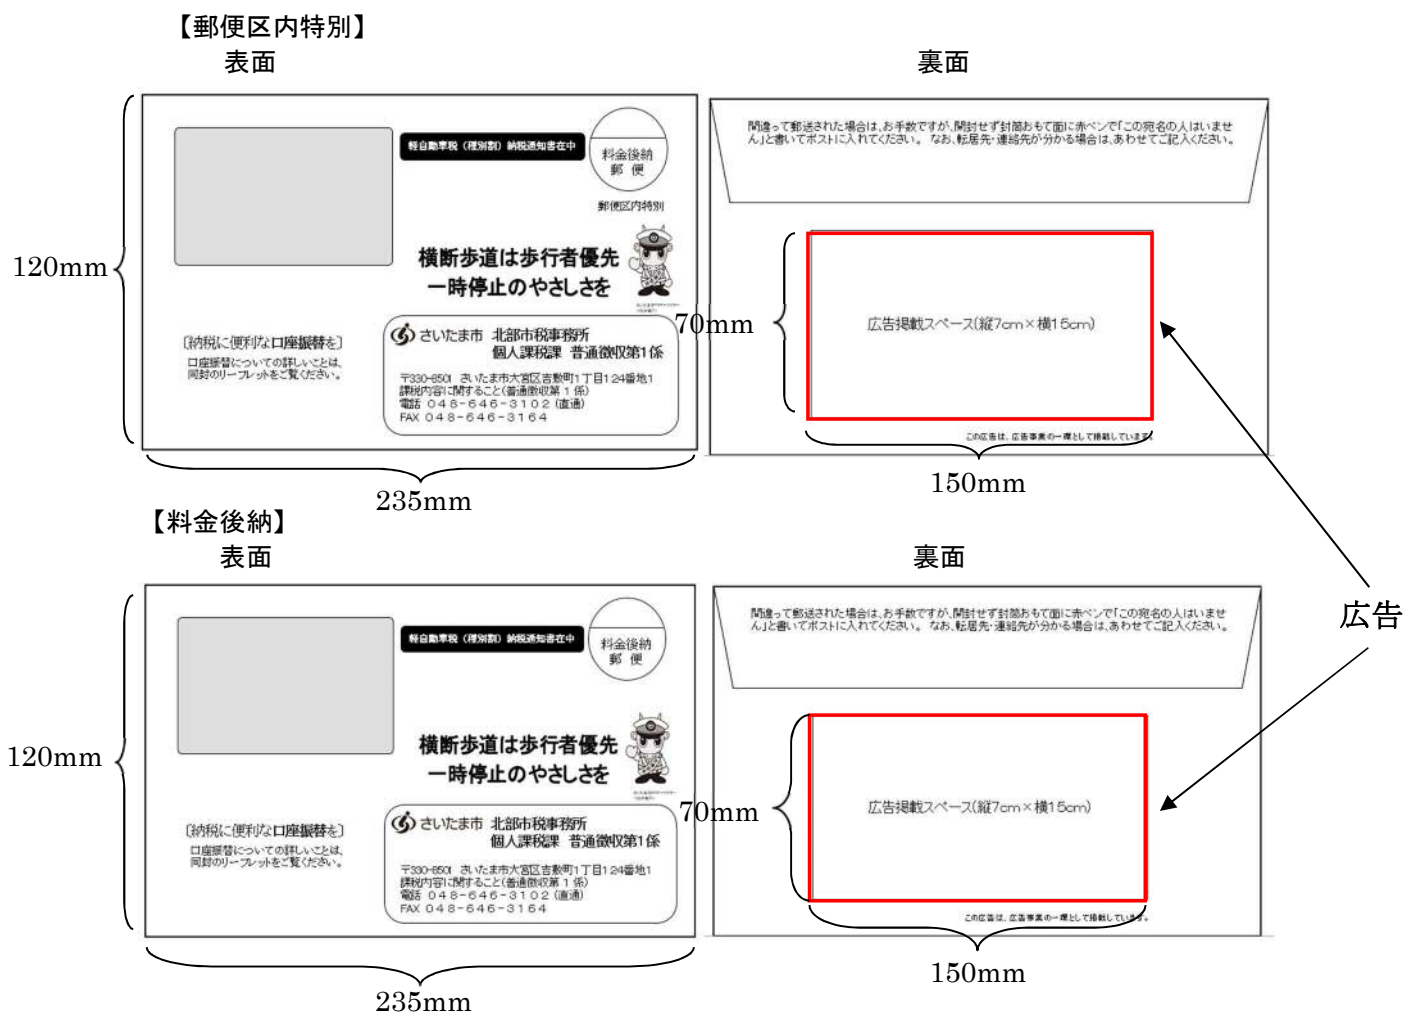 【郵便区内特別】
表面
裏面
軽自動車税（種別割）納税通知書在中
料金後納
郵 便
郵便区内特別
横断歩道は歩行者優先
一時停止のやさしさを
〔納税に便利な口座振替を〕
口座振替についての詳しいことは、
同封のリーフレットをご覧ください。
さいたま市 北部市税事務所
個人課税課 普通徴収第1係
〒330-8501 さいたま市大宮区吉敷町1丁目124番地1
課税内容に関すること(普通徴収第1係)
電話 048-646-3102 (直通)
FAX 048-646-3164
120mm
235mm
間違って郵送された場合は、お手数ですが、開封せず封筒おもて面に赤ペンで「この宛名の人はいませ
ん」と書いてポストに入れてください。 なお、転居先・連絡先が分かる場合は、あわせてご記入ください。
70mm
広告掲載スペース(縦7cm×横15cm)
この広告は、広告事業の一環として掲載しています。
150mm
広告
【料金後納】
表面
裏面
軽自動車税（種別割）納税通知書在中
料金後納
郵 便
横断歩道は歩行者優先
一時停止のやさしさを
〔納税に便利な口座振替を〕
口座振替についての詳しいことは、
同封のリーフレットをご覧ください。
さいたま市 北部市税事務所
個人課税課 普通徴収第1係
〒330-8501 さいたま市大宮区吉敷町1丁目124番地1
課税内容に関すること(普通徴収第1係)
電話 048-646-3102 (直通)
FAX 048-646-3164
120mm
235mm
間違って郵送された場合は、お手数ですが、開封せず封筒おもて面に赤ペンで「この宛名の人はいませ
ん」と書いてポストに入れてください。 なお、転居先・連絡先が分かる場合は、あわせてご記入ください。
70mm
広告掲載スペース(縦7cm×横15cm)
この広告は、広告事業の一環として掲載しています。
150mm